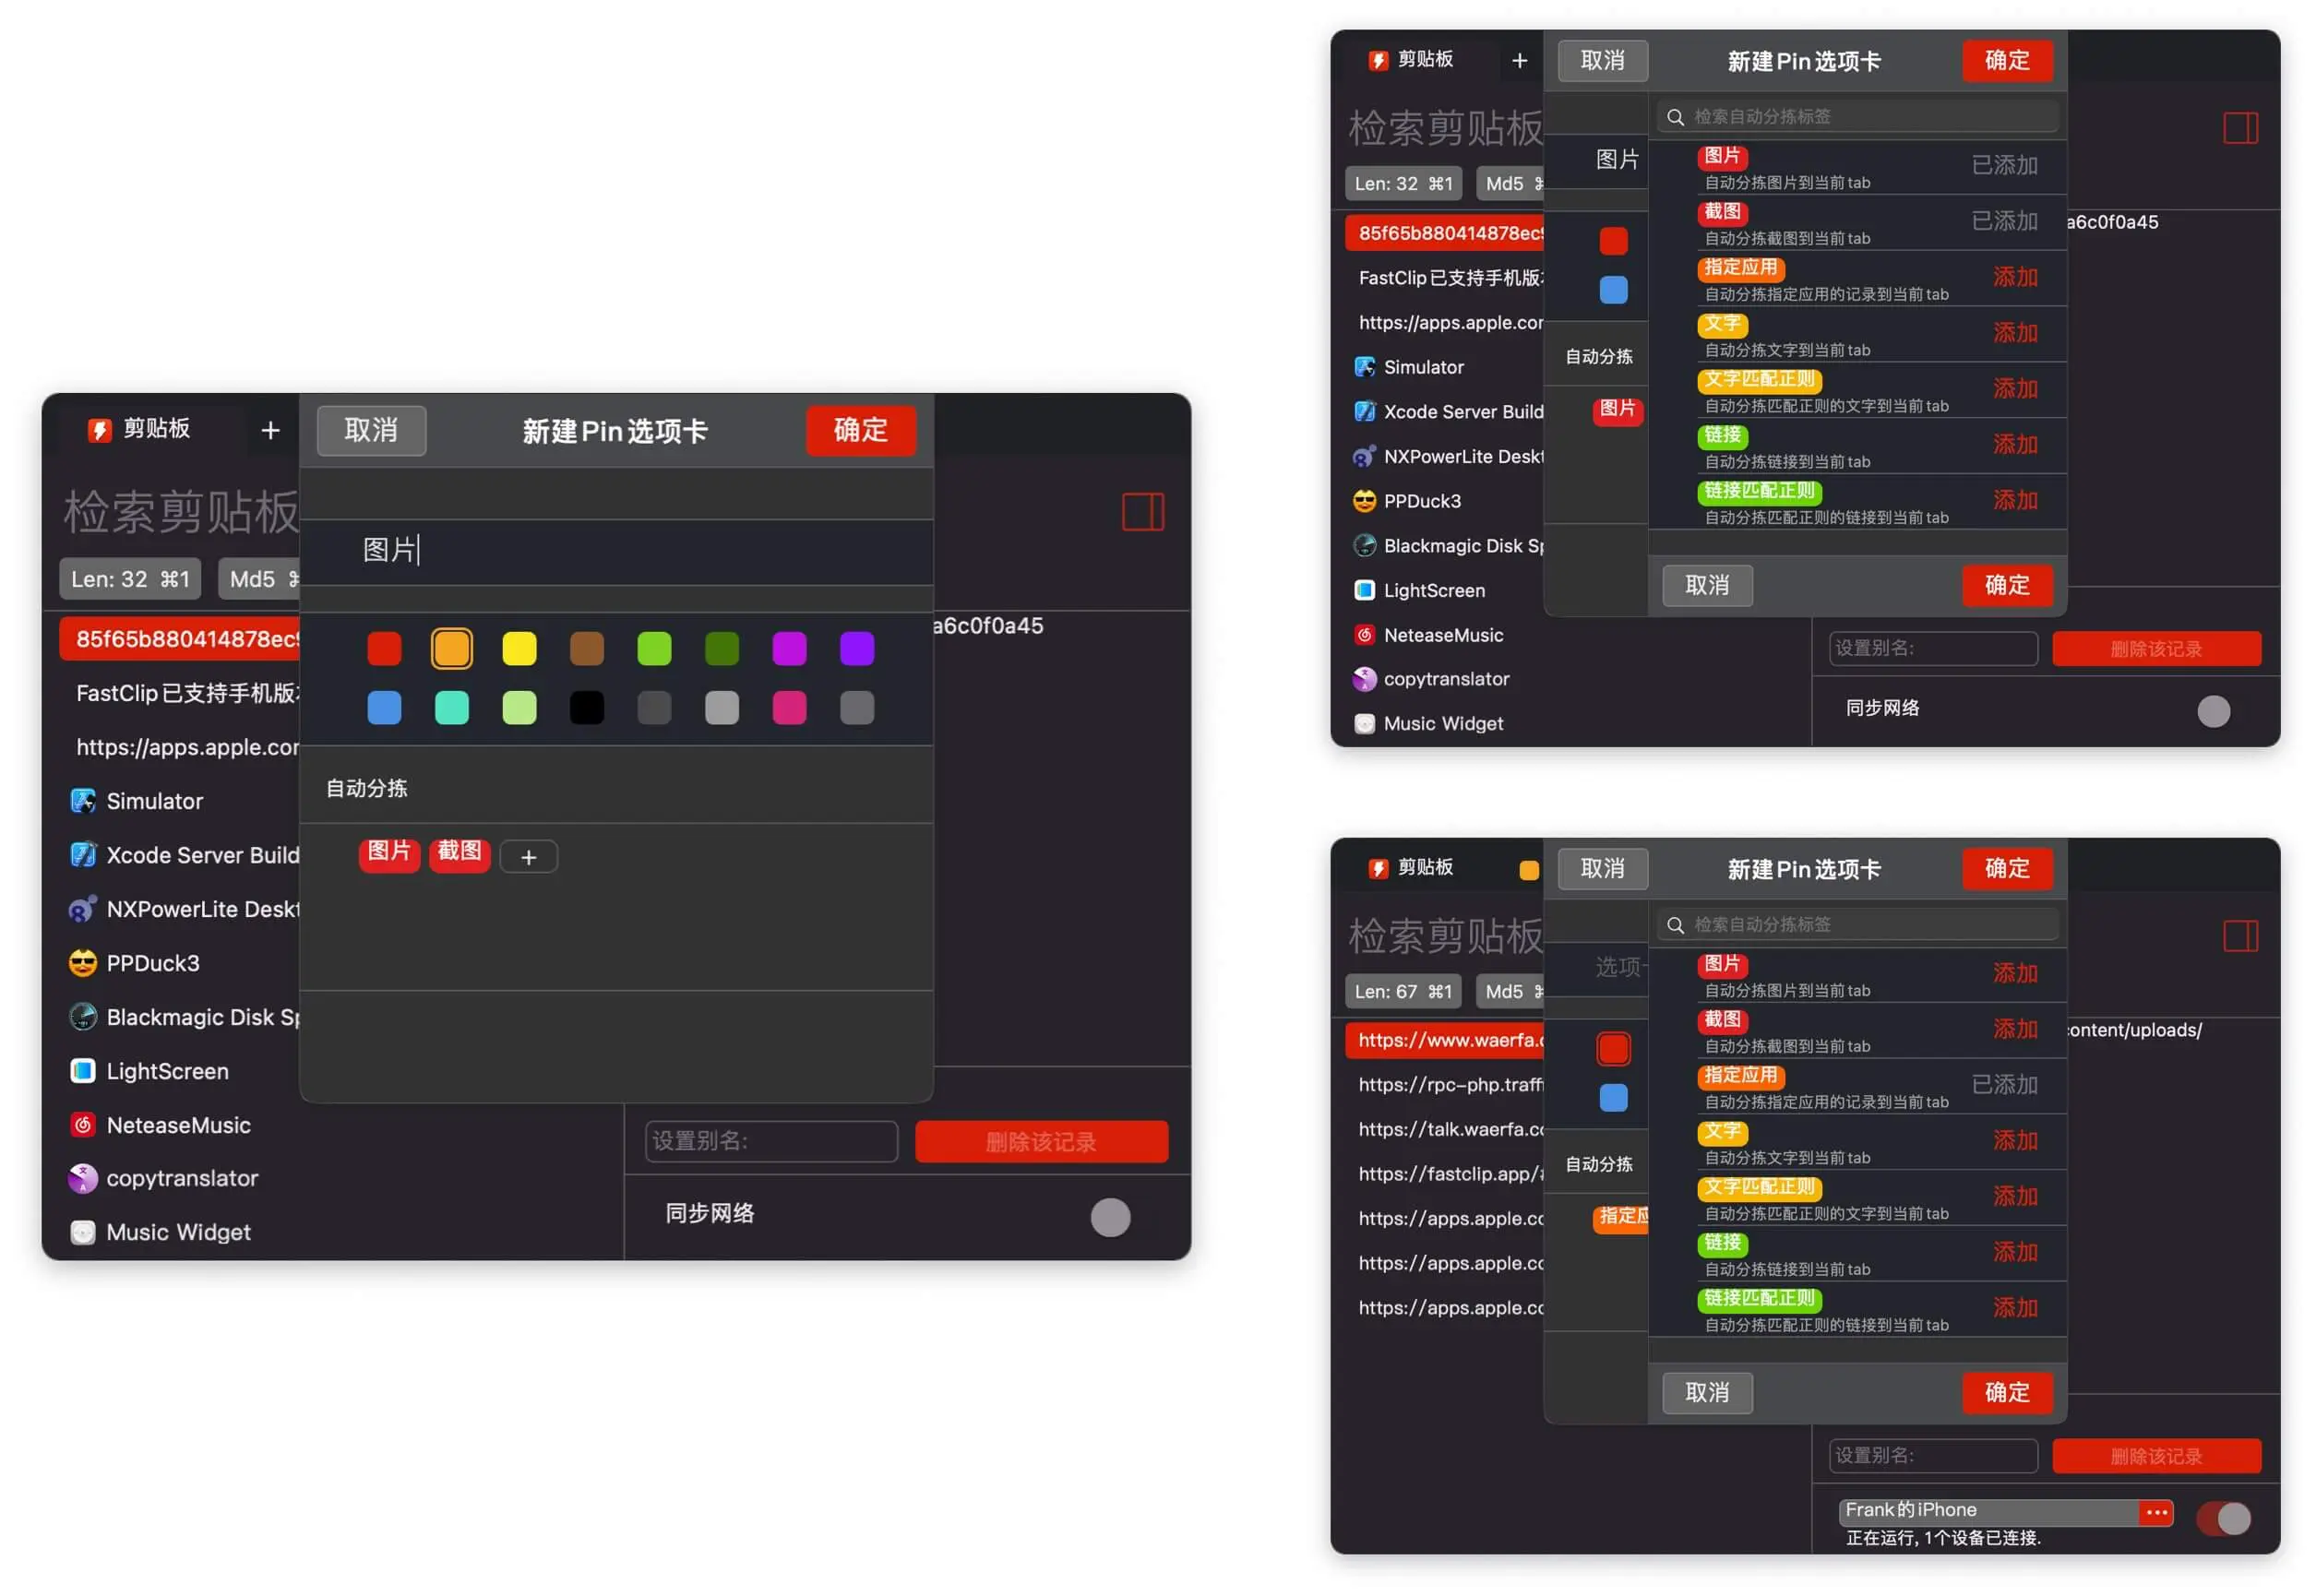 剪贴板
+
取消
新建Pin选项卡
确定
检索剪贴板
图片
Len: 32 ⌘1
Md5
85f65b880414878ec
a6c0f0a45
FastClip已支持手机版
https://apps.apple.cor
Simulator
自动分拣
Xcode Server Build
图片
截图
+
NXPowerLite Deskt
PPDuck3
Blackmagic Disk Sp
LightScreen
NeteaseMusic
设置别名:
删除该记录
copytranslator
同步网络
Music Widget
剪贴板
+
取消
新建Pin选项卡
确定
检索自动分拣标签
检索剪贴板
图片
图片
已添加
自动分拣图片到当前tab
Len: 32 ⌘1
Md5
截图
已添加
自动分拣截图到当前tab
85f65b880414878ec
a6c0f0a45
指定应用
添加
自动分拣指定应用的记录到当前tab
FastClip已支持手机版
https://apps.apple.cor
文字
添加
自动分拣文字到当前tab
Simulator
自动分拣
文字匹配正则
添加
自动分拣匹配正则的文字到当前tab
Xcode Server Build
图片
链接
添加
自动分拣链接到当前tab
NXPowerLite Deskt
链接匹配正则
添加
自动分拣匹配正则的链接到当前tab
PPDuck3
Blackmagic Disk Sp
LightScreen
取消
确定
NeteaseMusic
设置别名:
删除该记录
copytranslator
同步网络
Music Widget
剪贴板
取消
新建Pin选项卡
确定
检索自动分拣标签
检索剪贴板
选项
图片
添加
自动分拣图片到当前tab
Len: 67 ⌘1
Md5
截图
添加
自动分拣截图到当前tab
https://www.waerfa.
content/uploads/
指定应用
已添加
自动分拣指定应用的记录到当前tab
https://rpc-php.traff
文字
添加
自动分拣文字到当前tab
https://talk.waerfa.co
自动分拣
文字匹配正则
添加
自动分拣匹配正则的文字到当前tab
https://fastclip.app/
指定应
链接
添加
自动分拣链接到当前tab
https://apps.apple.co
链接匹配正则
添加
自动分拣匹配正则的链接到当前tab
https://apps.apple.co
https://apps.apple.co
取消
确定
设置别名:
删除该记录
Frank的iPhone
正在运行, 1个设备已连接.